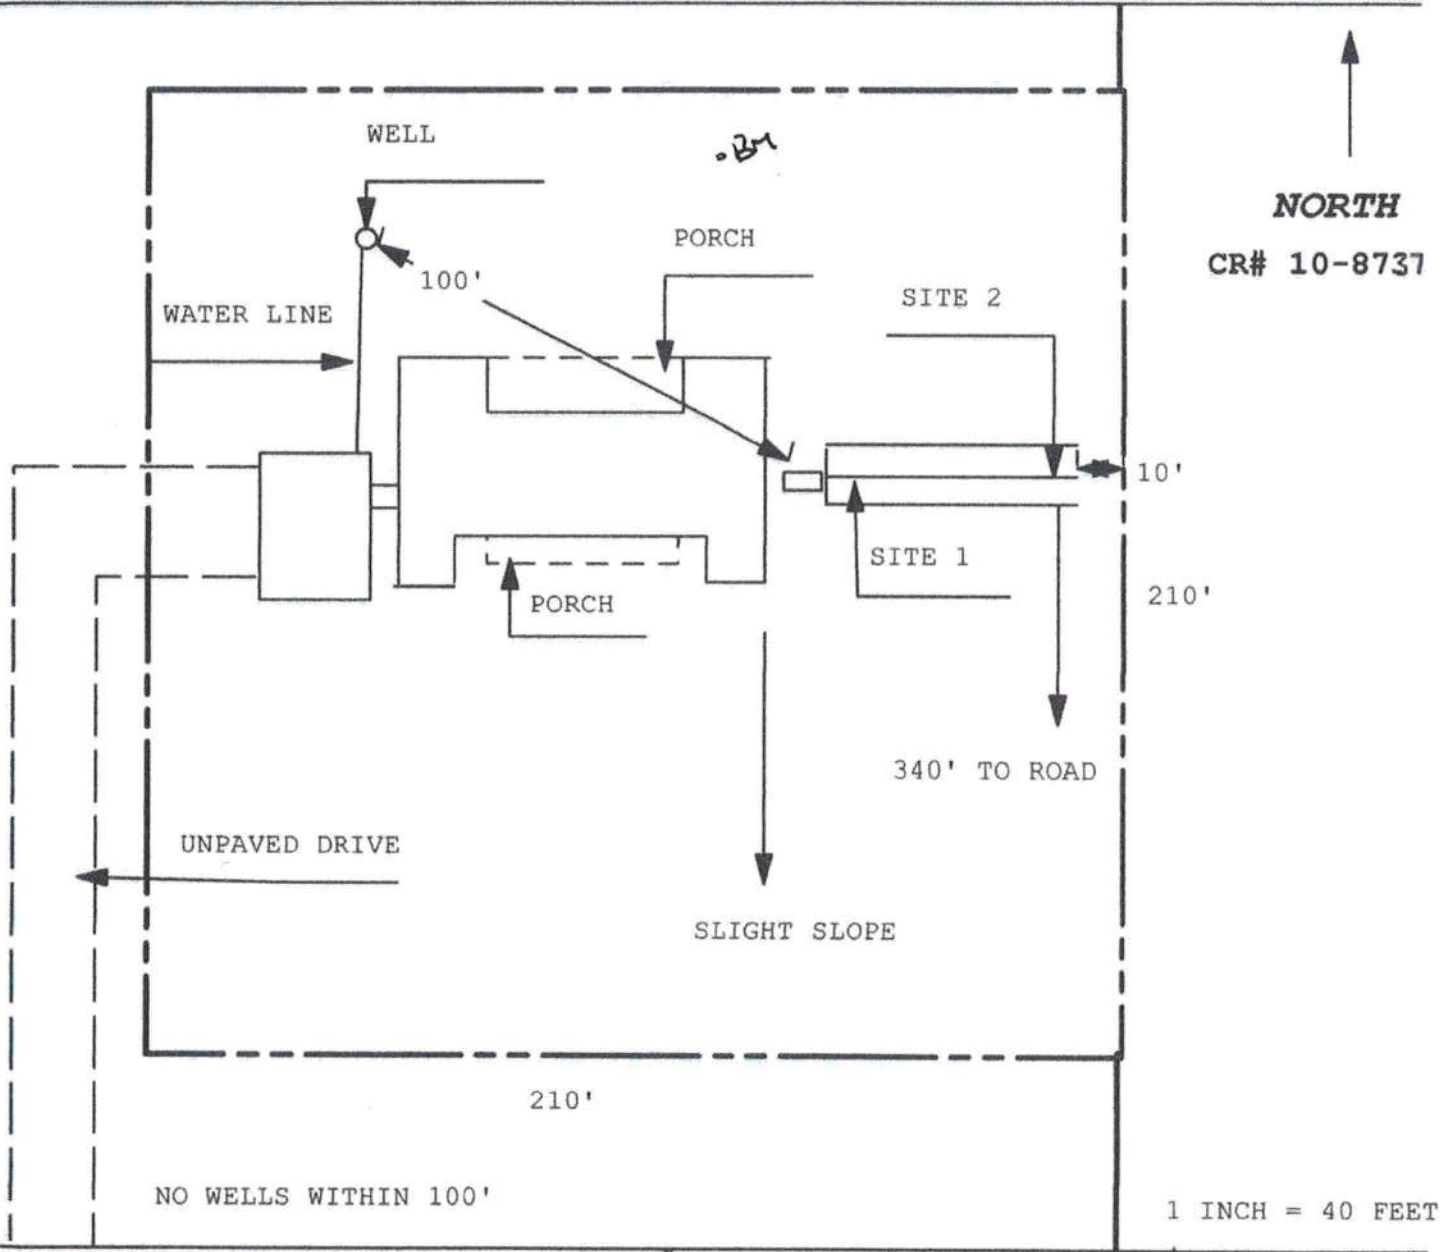 WELL
.BM
NORTH
CR# 10-8737
PORCH
100'
SITE 2
WATER LINE
10'
SITE 1
210'
PORCH
340' TO ROAD
UNPAVED DRIVE
SLIGHT SLOPE
210'
NO WELLS WITHIN 100'
1 INCH = 40 FEET